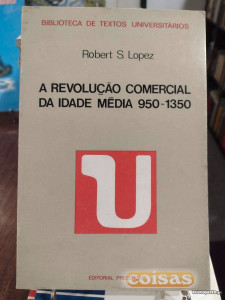 BIBLIOTECA DE TEXTOS UNIVERSITÁRIOS
Robert S. Lopez
A REVOLUÇÃO COMERCIAL
DA IDADE MÉDIA 950-1350
U
EDITORIAL
coisas